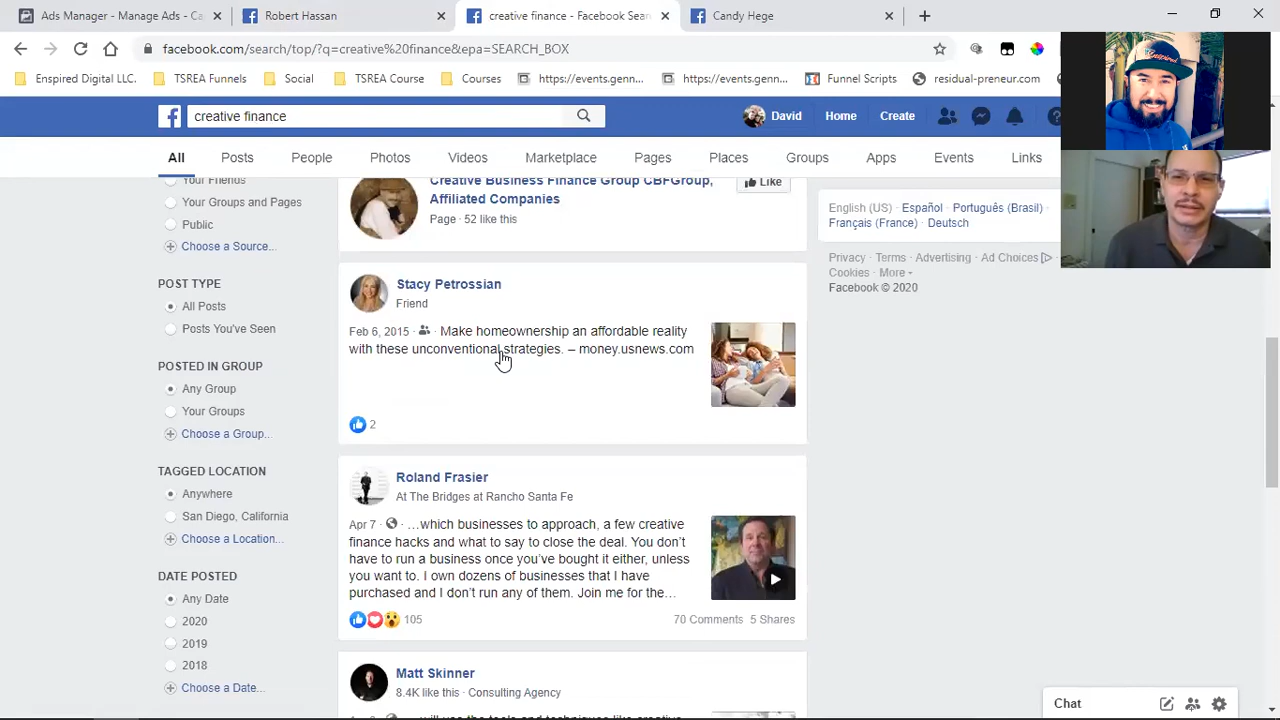 Ads Manager - Manage Ads - Ca
Robert Hassan
creative finance - Facebook Sear
Candy Hege
facebook.com/search/top/?q=creative%20finance&epa=SEARCH_BOX
Enspired Digital LLC.
TSREA Funnels
Social
TSREA Course
Courses
https://events.genn...
https://events.genn...
Funnel Scripts
residual-preneur.com
creative finance
David
Home
Create
All
Posts
People
Photos
Videos
Marketplace
Pages
Places
Groups
Apps
Events
Links
Your Friends
Your Groups and Pages
Public
Choose a Source...
POST TYPE
All Posts
Posts You've Seen
POSTED IN GROUP
Any Group
Your Groups
Choose a Group...
TAGGED LOCATION
Anywhere
San Diego, California
Choose a Location...
DATE POSTED
Any Date
2020
2019
2018
Choose a Date...
Creative Business Finance Group CBFGroup,
Affiliated Companies
Page · 52 like this
Like
Stacy Petrossian
Friend
Feb 6, 2015 · Make homeownership an affordable reality
with these unconventional strategies. – money.usnews.com
2
Roland Frasier
At The Bridges at Rancho Santa Fe
Apr 7 · …which businesses to approach, a few creative
finance hacks and what to say to close the deal. You don't
have to run a business once you've bought it either, unless
you want to. I own dozens of businesses that I have
purchased and I don't run any of them. Join me for the…
105
70 Comments 5 Shares
Matt Skinner
8.4K like this · Consulting Agency
English (US) · Español · Português (Brasil) ·
Français (France) · Deutsch
Privacy · Terms · Advertising · Ad Choices
Cookies · More
Facebook © 2020
Chat